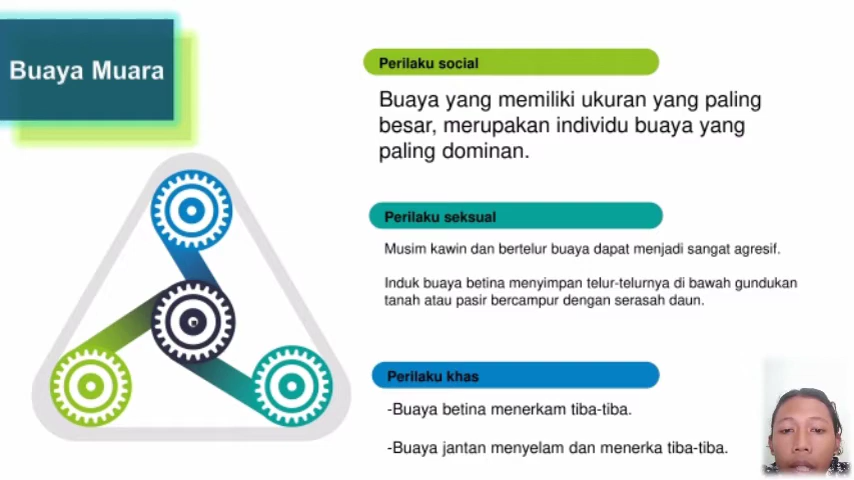 Buaya Muara
Perilaku social
Buaya yang memiliki ukuran yang paling
besar, merupakan individu buaya yang
paling dominan.
Perilaku seksual
Musim kawin dan bertelur buaya dapat menjadi sangat agresif.
Induk buaya betina menyimpan telur-telurnya di bawah gundukan
tanah atau pasir bercampur dengan serasah daun.
Perilaku khas
-Buaya betina menerkam tiba-tiba.
-Buaya jantan menyelam dan menerka tiba-tiba.